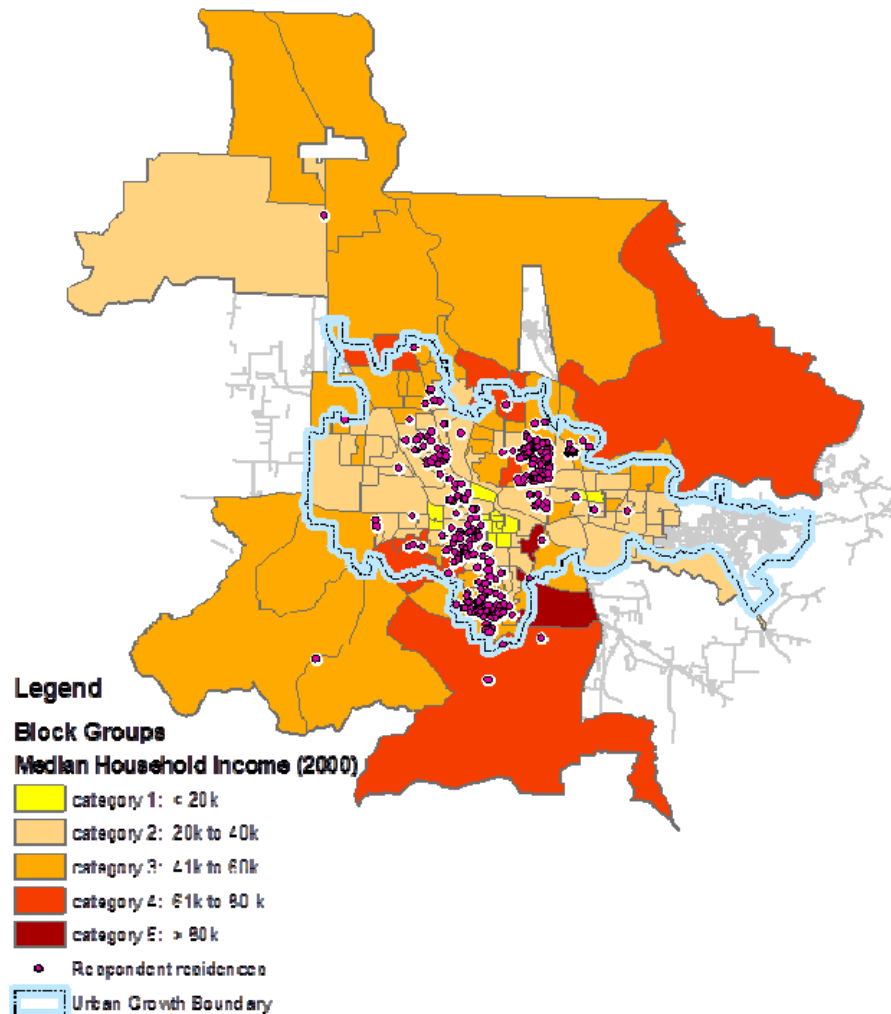 Legend
Block Groups
Median Household Income (2000)
category 1: < 20k
category 2: 20k to 40k
category 3: 41k to 60k
category 4: 61k to 80 k
category 5: > 80k
Respondent residences
Urban Growth Boundary